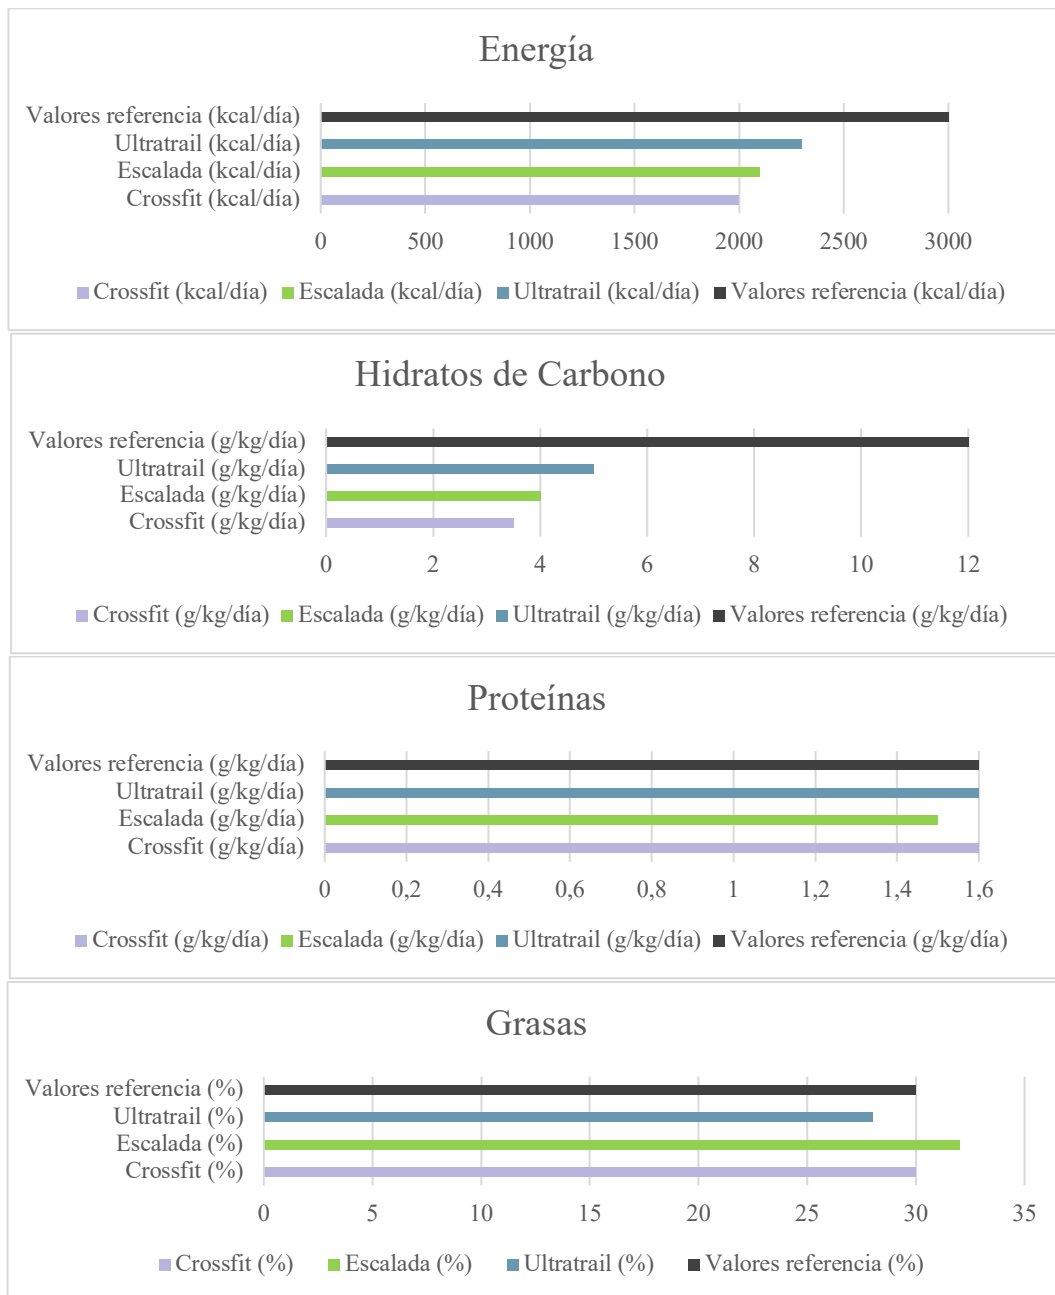 Energía
Valores referencia (kcal/día)
Ultratrail (kcal/día)
Escalada (kcal/día)
Crossfit (kcal/día)
0 500 1000 1500 2000 2500 3000
Crossfit (kcal/día) Escalada (kcal/día) Ultratrail (kcal/día) Valores referencia (kcal/día)
Hidratos de Carbono
Valores referencia (g/kg/día)
Ultratrail (g/kg/día)
Escalada (g/kg/día)
Crossfit (g/kg/día)
0 2 4 6 8 10 12
Crossfit (g/kg/día) Escalada (g/kg/día) Ultratrail (g/kg/día) Valores referencia (g/kg/día)
Proteínas
Valores referencia (g/kg/día)
Ultratrail (g/kg/día)
Escalada (g/kg/día)
Crossfit (g/kg/día)
0 0,2 0,4 0,6 0,8 1 1,2 1,4 1,6
Crossfit (g/kg/día) Escalada (g/kg/día) Ultratrail (g/kg/día) Valores referencia (g/kg/día)
Grasas
Valores referencia (%)
Ultratrail (%)
Escalada (%)
Crossfit (%)
0 5 10 15 20 25 30 35
Crossfit (%) Escalada (%) Ultratrail (%) Valores referencia (%)